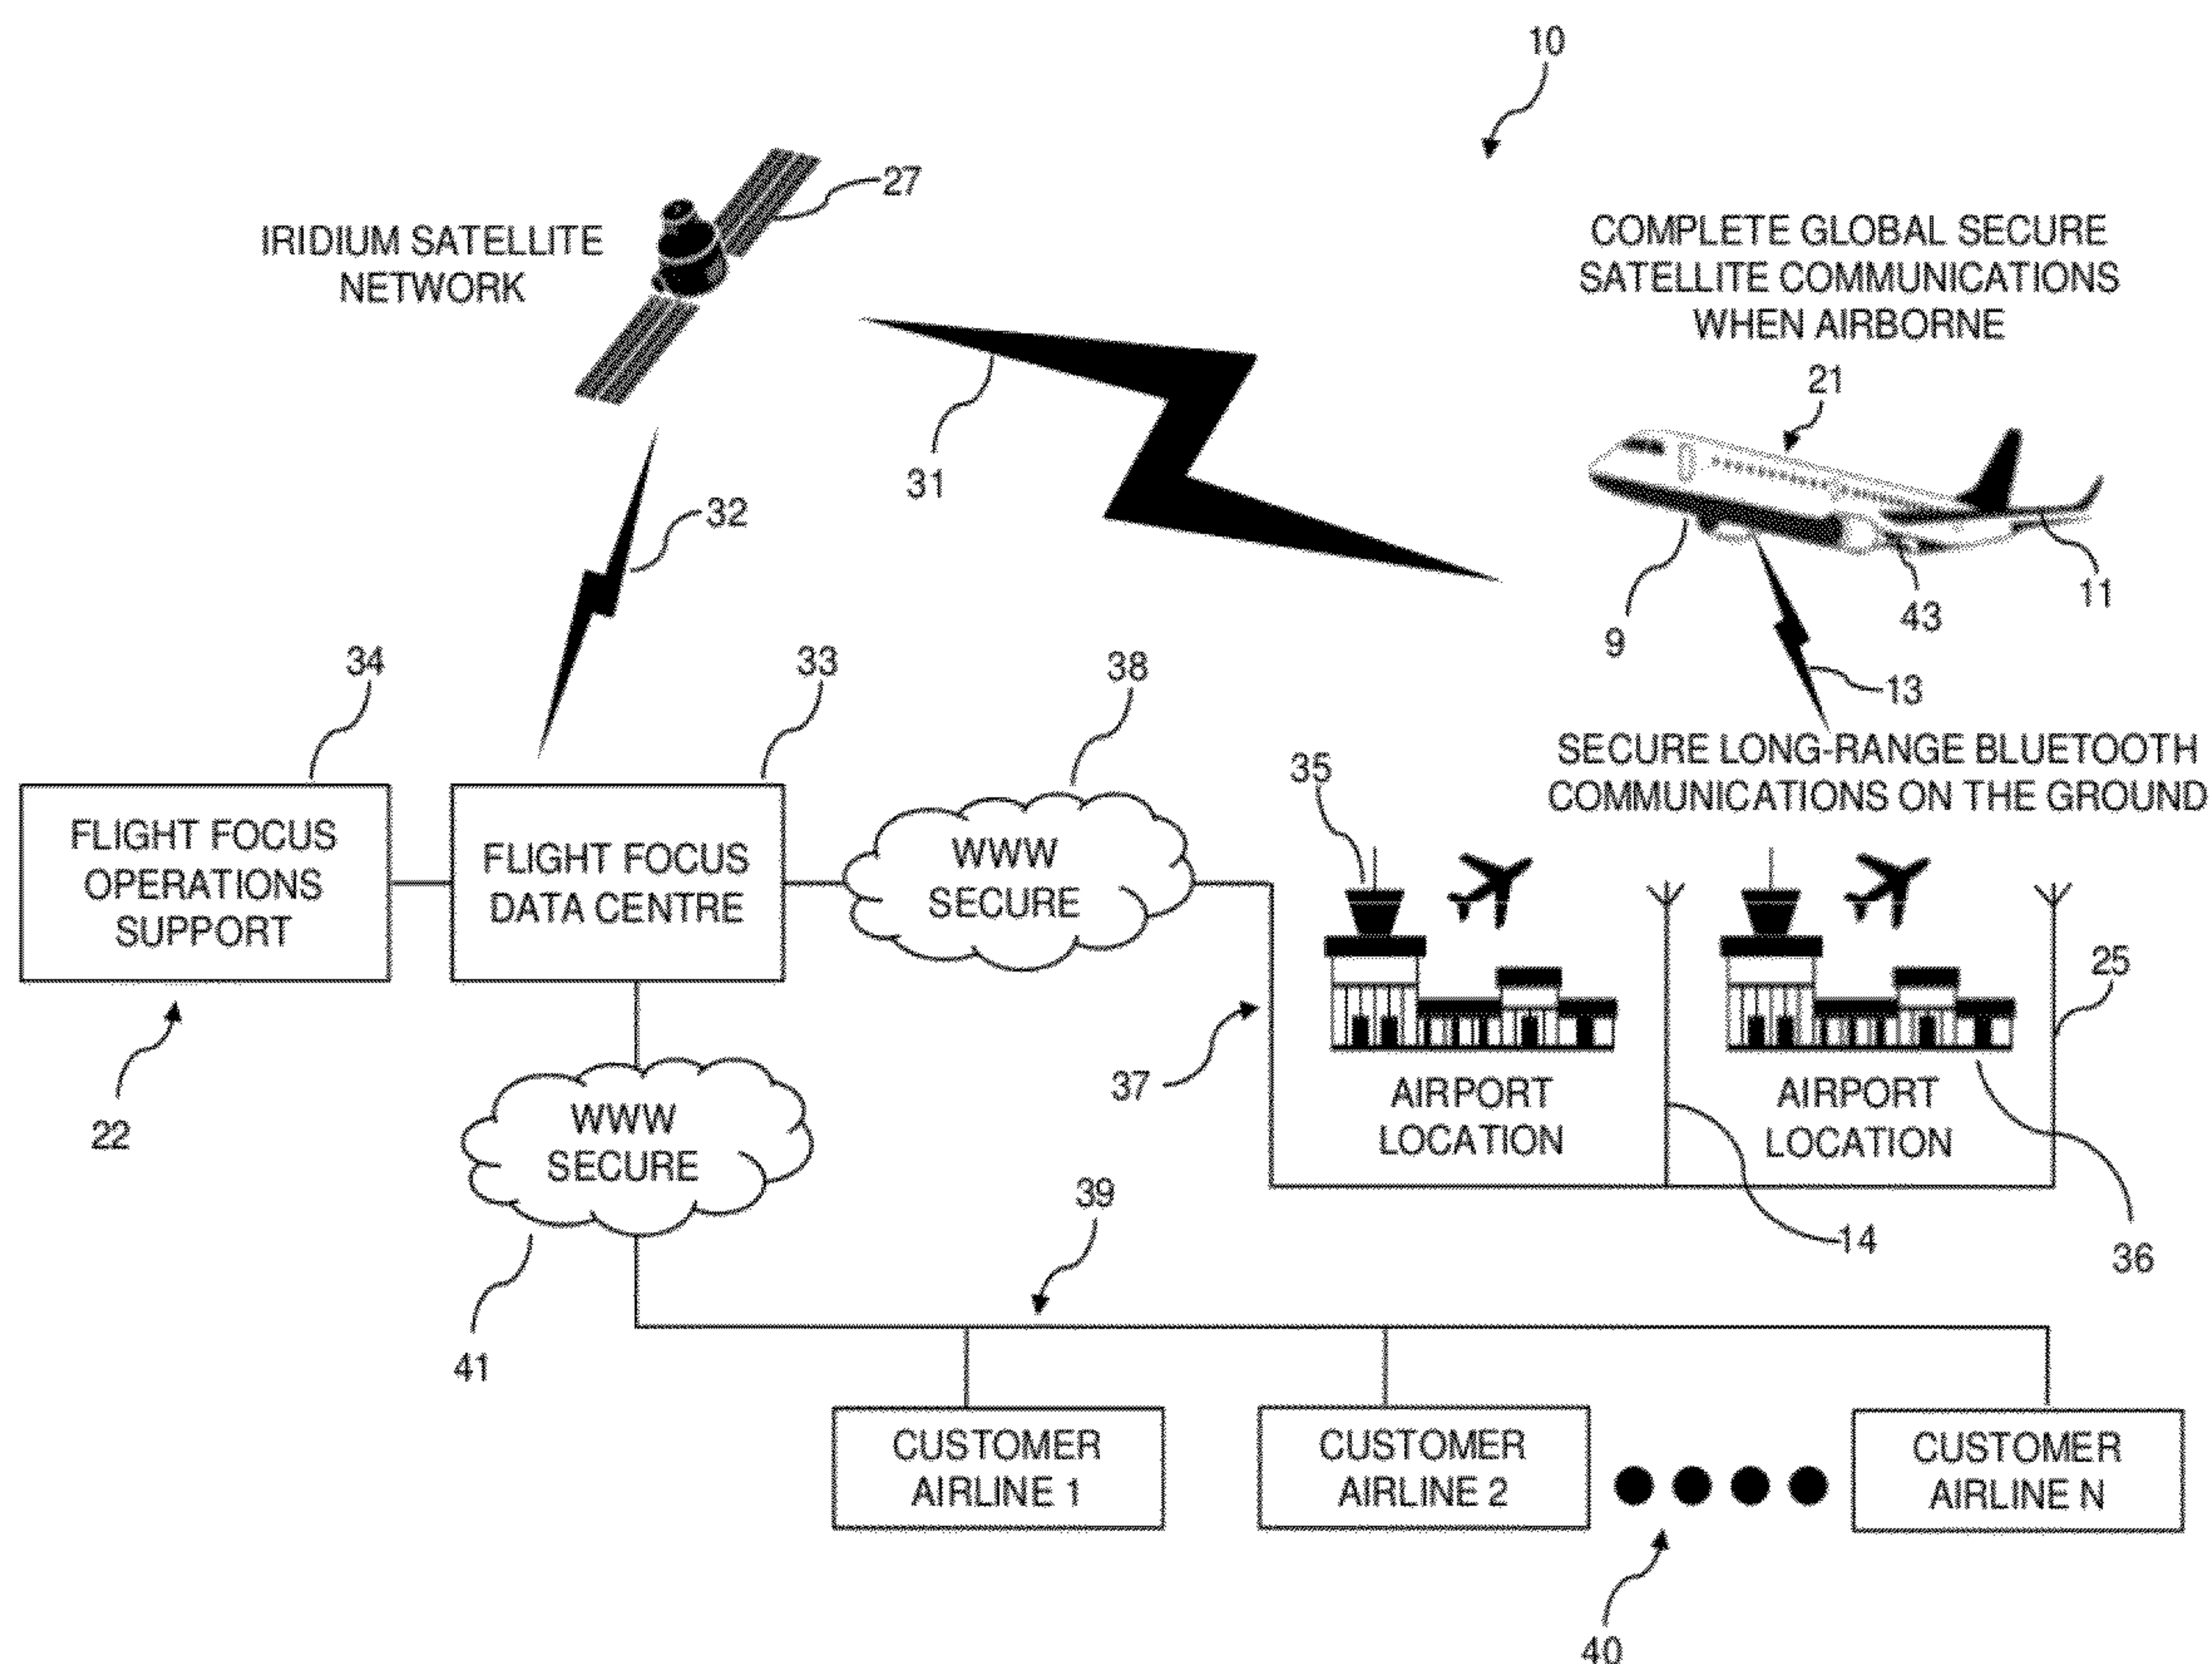 10
27
IRIDIUM SATELLITE
NETWORK
COMPLETE GLOBAL SECURE
SATELLITE COMMUNICATIONS
WHEN AIRBORNE
21
31
32
9
43
11
13
34
33
38
SECURE LONG-RANGE BLUETOOTH
COMMUNICATIONS ON THE GROUND
35
FLIGHT FOCUS
OPERATIONS
SUPPORT
FLIGHT FOCUS
DATA CENTRE
WWW
SECURE
25
37
22
AIRPORT
LOCATION
AIRPORT
LOCATION
WWW
SECURE
39
14
36
41
CUSTOMER
AIRLINE 1
CUSTOMER
AIRLINE 2
CUSTOMER
AIRLINE N
40